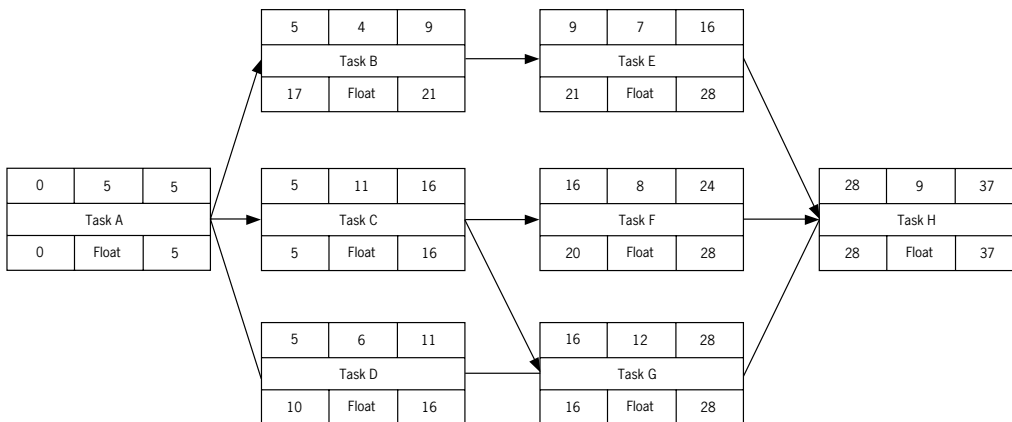 5 4 9
Task B
17 Float 21
9 7 16
Task E
21 Float 28
0 5 5
Task A
0 Float 5
5 11 16
Task C
5 Float 16
16 8 24
Task F
20 Float 28
28 9 37
Task H
28 Float 37
5 6 11
Task D
10 Float 16
16 12 28
Task G
16 Float 28